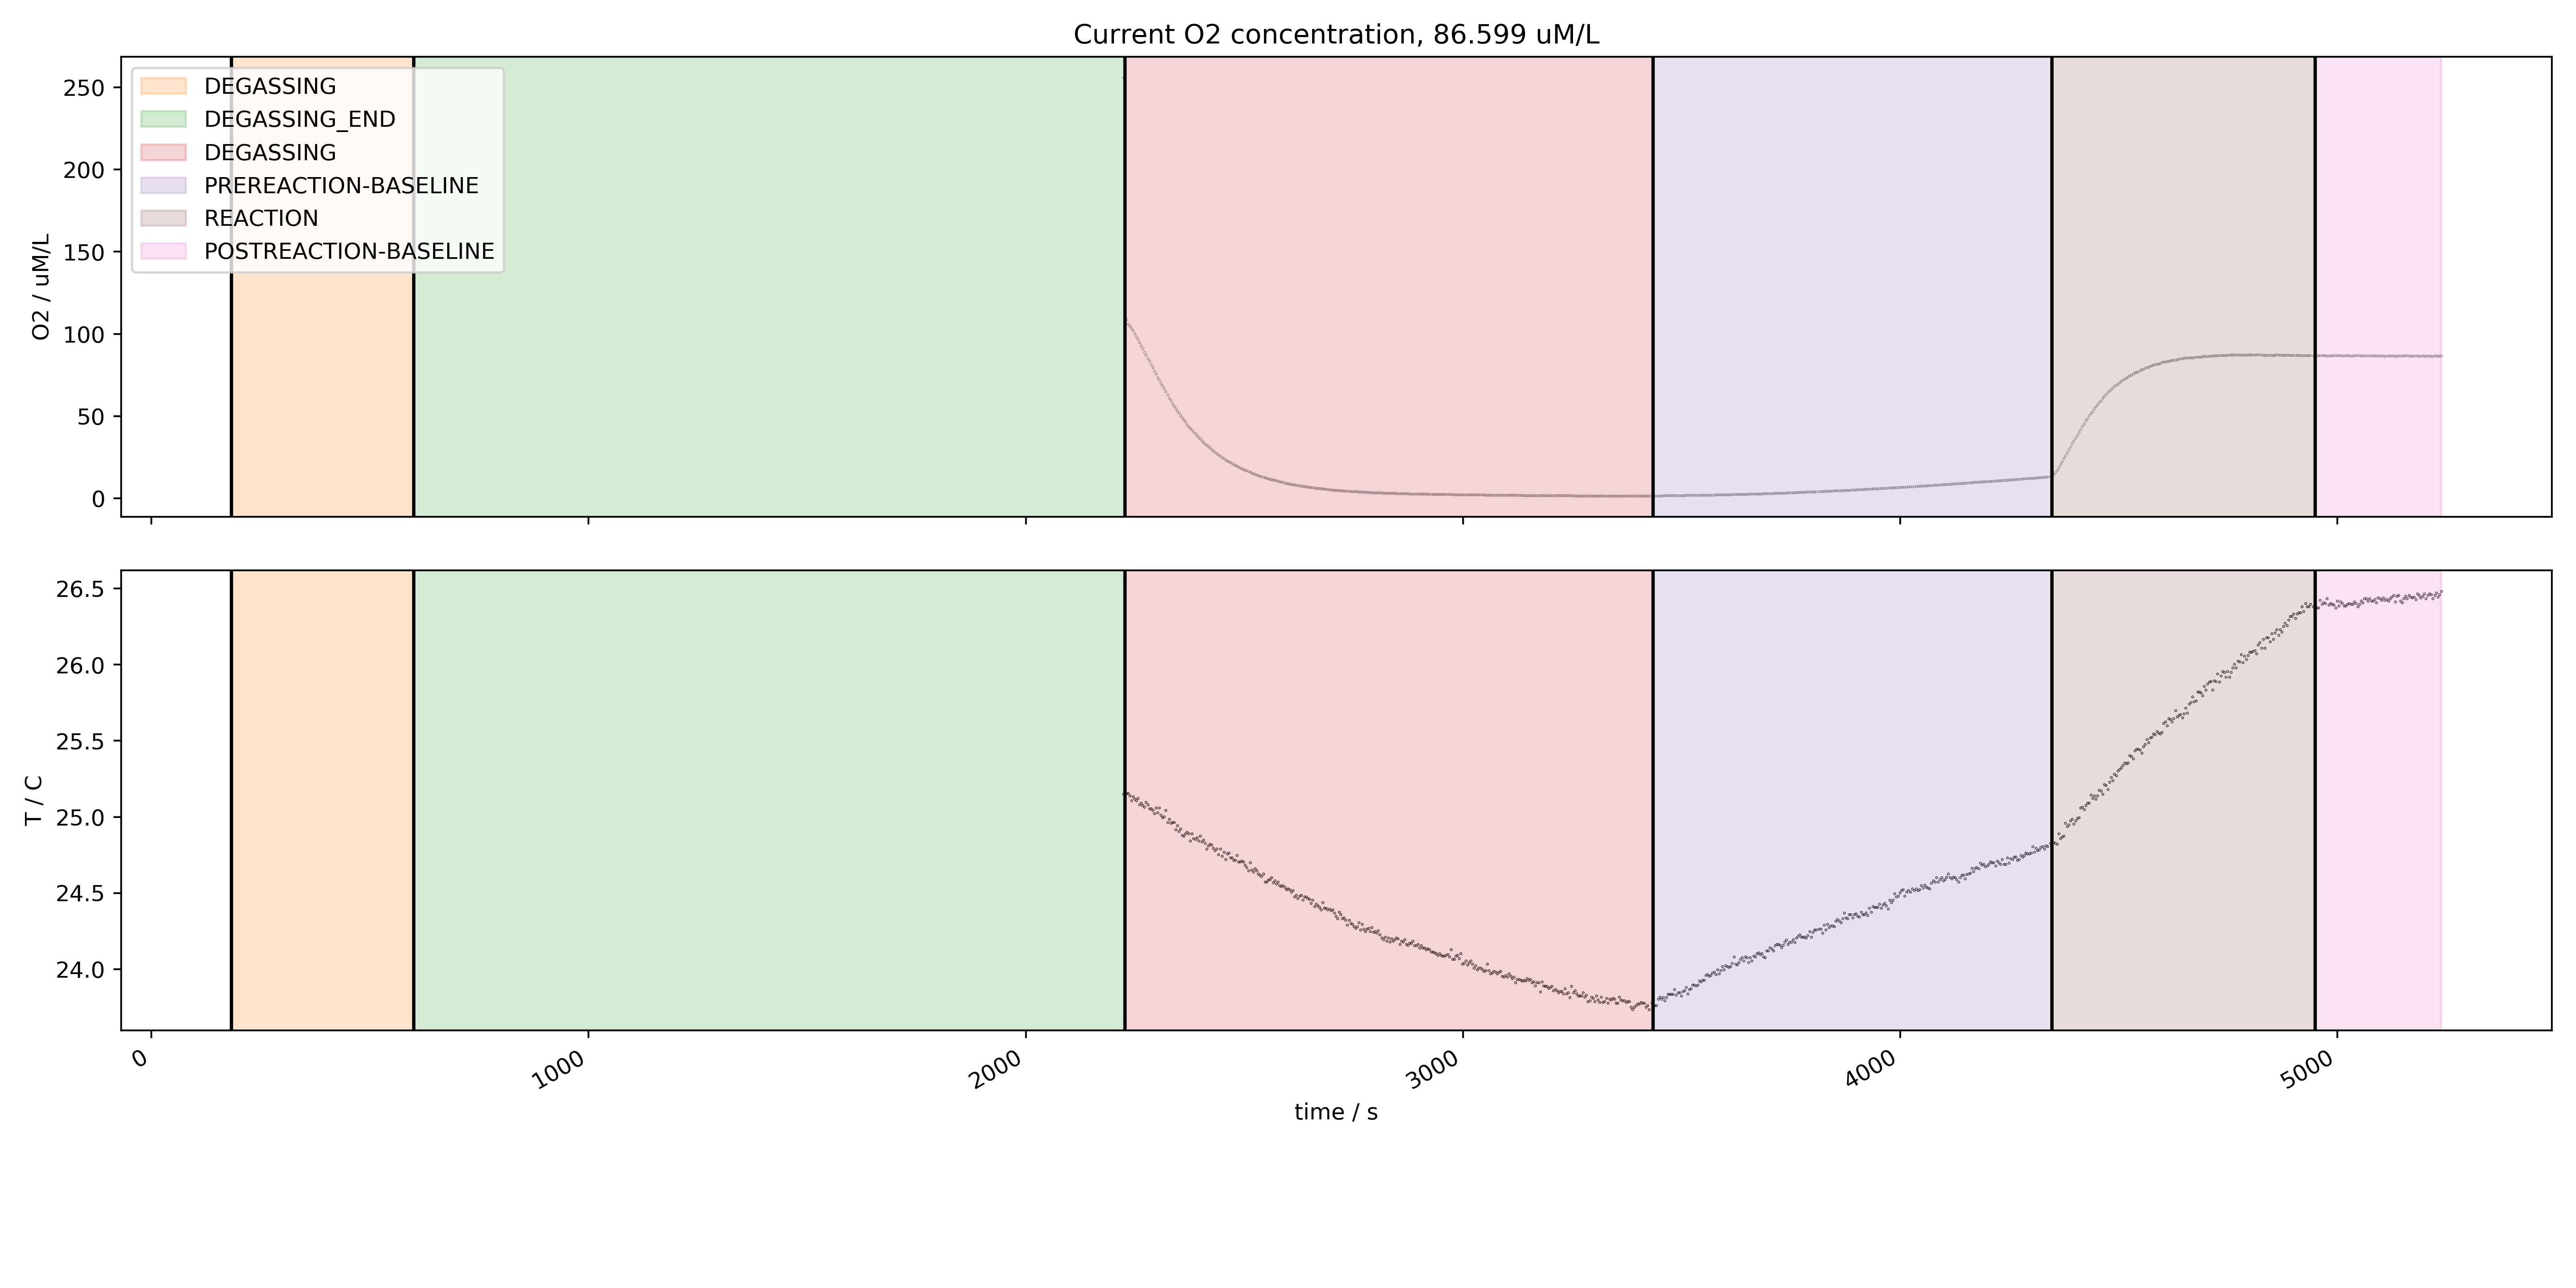 Current O2 concentration, 86.599 uM/L
250
200
150
100
50
0
O2 / uM/L
DEGASSING
DEGASSING_END
DEGASSING
PREREACTION-BASELINE
REACTION
POSTREACTION-BASELINE
26.5
26.0
25.5
25.0
24.5
24.0
T / C
0
1000
2000
3000
4000
5000
time / s